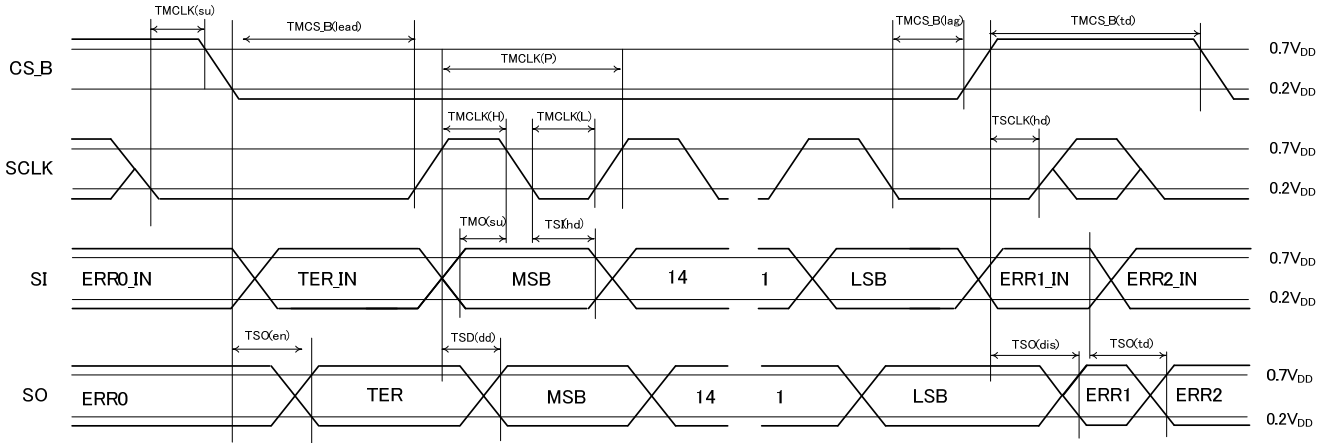 TMCLK(su)
TMCS_B(lead)
TMCS_B(lag)
TMCS_B(td)
CS_B
TMCLK(P)
0.7VDD
0.2VDD
TMCLK(H)
TMCLK(L)
TSCLK(hd)
SCLK
0.7VDD
0.2VDD
TMO(su)
TSI(hd)
SI
ERR0_IN
TER_IN
MSB
14
1
LSB
ERR1_IN
ERR2_IN
0.7VDD
0.2VDD
TSO(en)
TSD(dd)
TSO(dis)
TSO(td)
SO
ERR0
TER
MSB
14
1
LSB
ERR1
ERR2
0.7VDD
0.2VDD